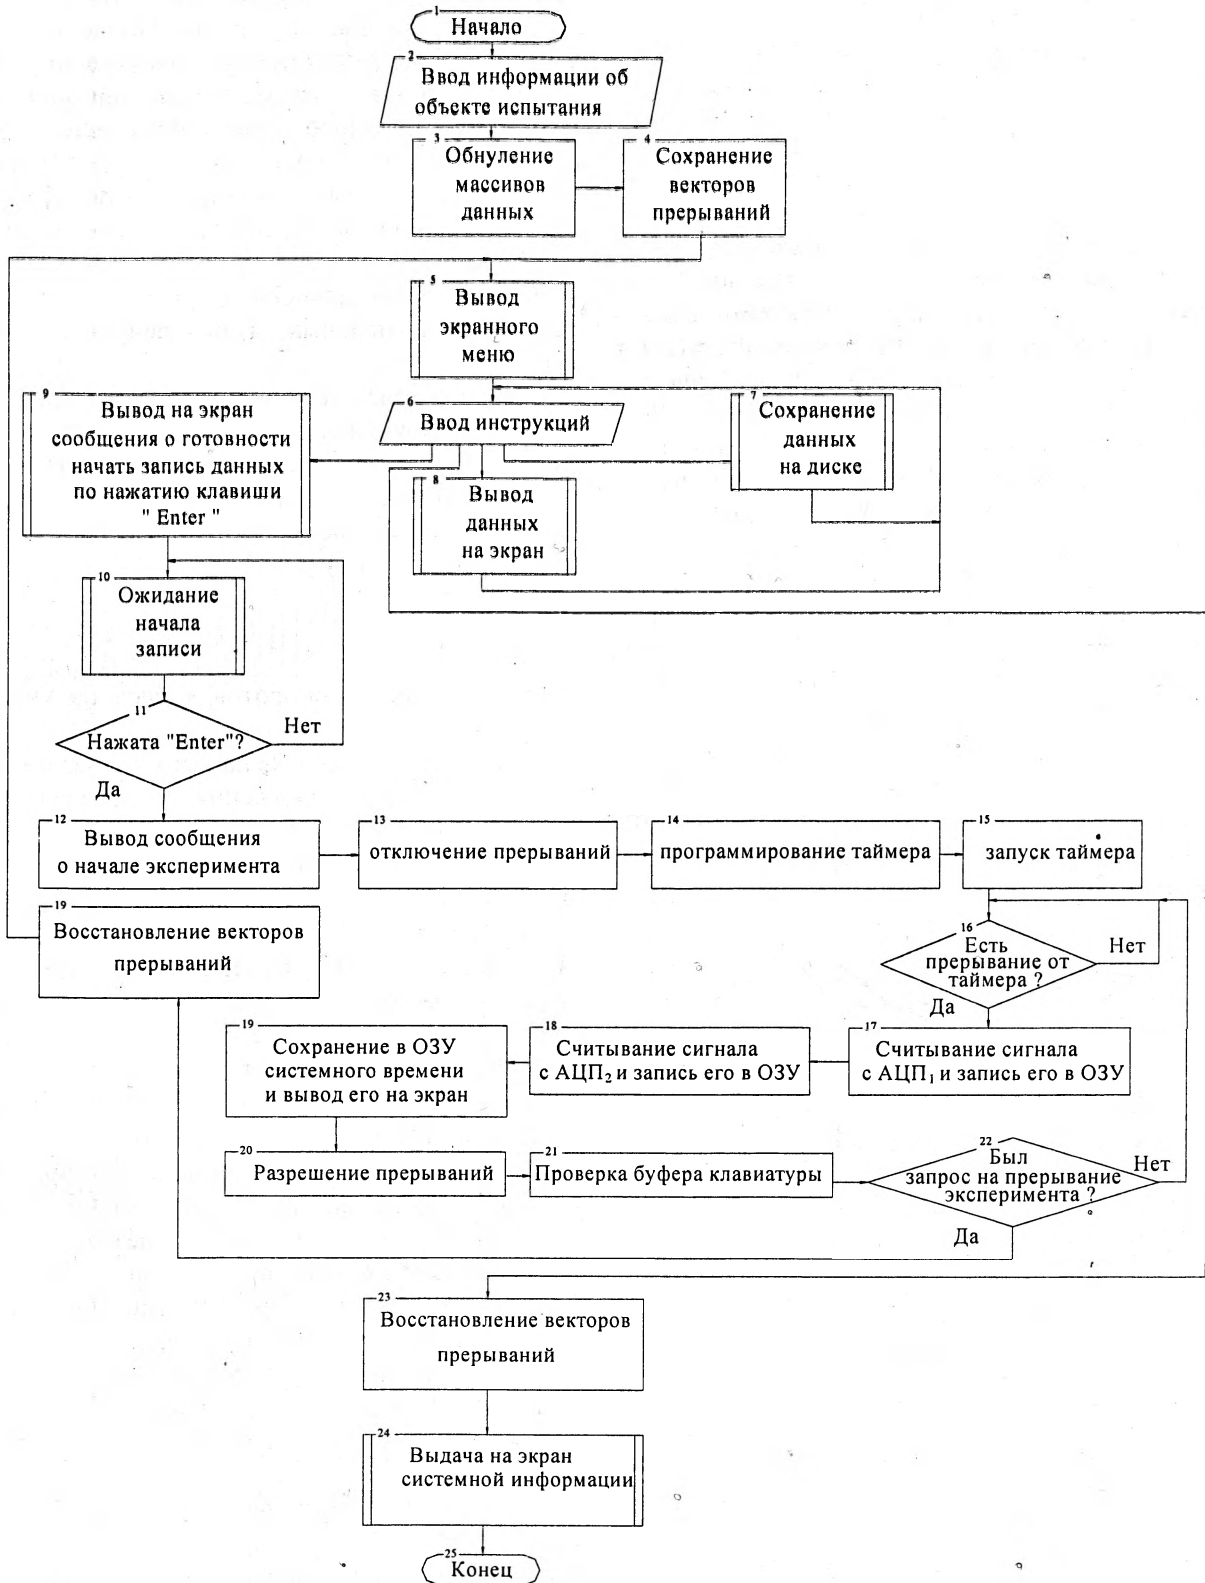 1
Начало
2
Ввод информации об
объекте испытания
3
Обнуление
массивов
данных
4
Сохранение
векторов
прерываний
5
Вывод
экранного
меню
6
Ввод инструкций
7
Сохранение
данных
на диске
8
Вывод
данных
на экран
9
Вывод на экран
сообщения о готовности
начать запись данных
по нажатию клавиши
" Enter "
10
Ожидание
начала
записи
11
Нажата "Enter"?
Нет
Да
12
Вывод сообщения
о начале эксперимента
13
отключение прерываний
14
программирование таймера
15
запуск таймера
19
Восстановление векторов
прерываний
16
Есть
прерывание от
таймера ?
Нет
Да
17
Считывание сигнала
с АЦП₁ и запись его в ОЗУ
18
Считывание сигнала
с АЦП₂ и запись его в ОЗУ
19
Сохранение в ОЗУ
системного времени
и вывод его на экран
20
Разрешение прерываний
21
Проверка буфера клавиатуры
22
Был
запрос на прерывание
эксперимента ?
Нет
Да
23
Восстановление векторов
прерываний
24
Выдача на экран
системной информации
25
Конец